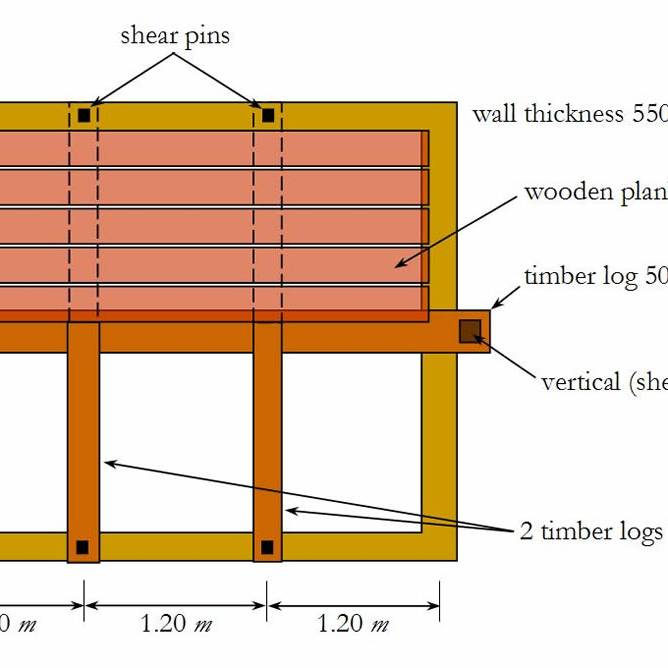 shear pins
wall thickness 550
wooden plan
timber log 50
vertical (she
2 timber logs
0 m
1.20 m
1.20 m